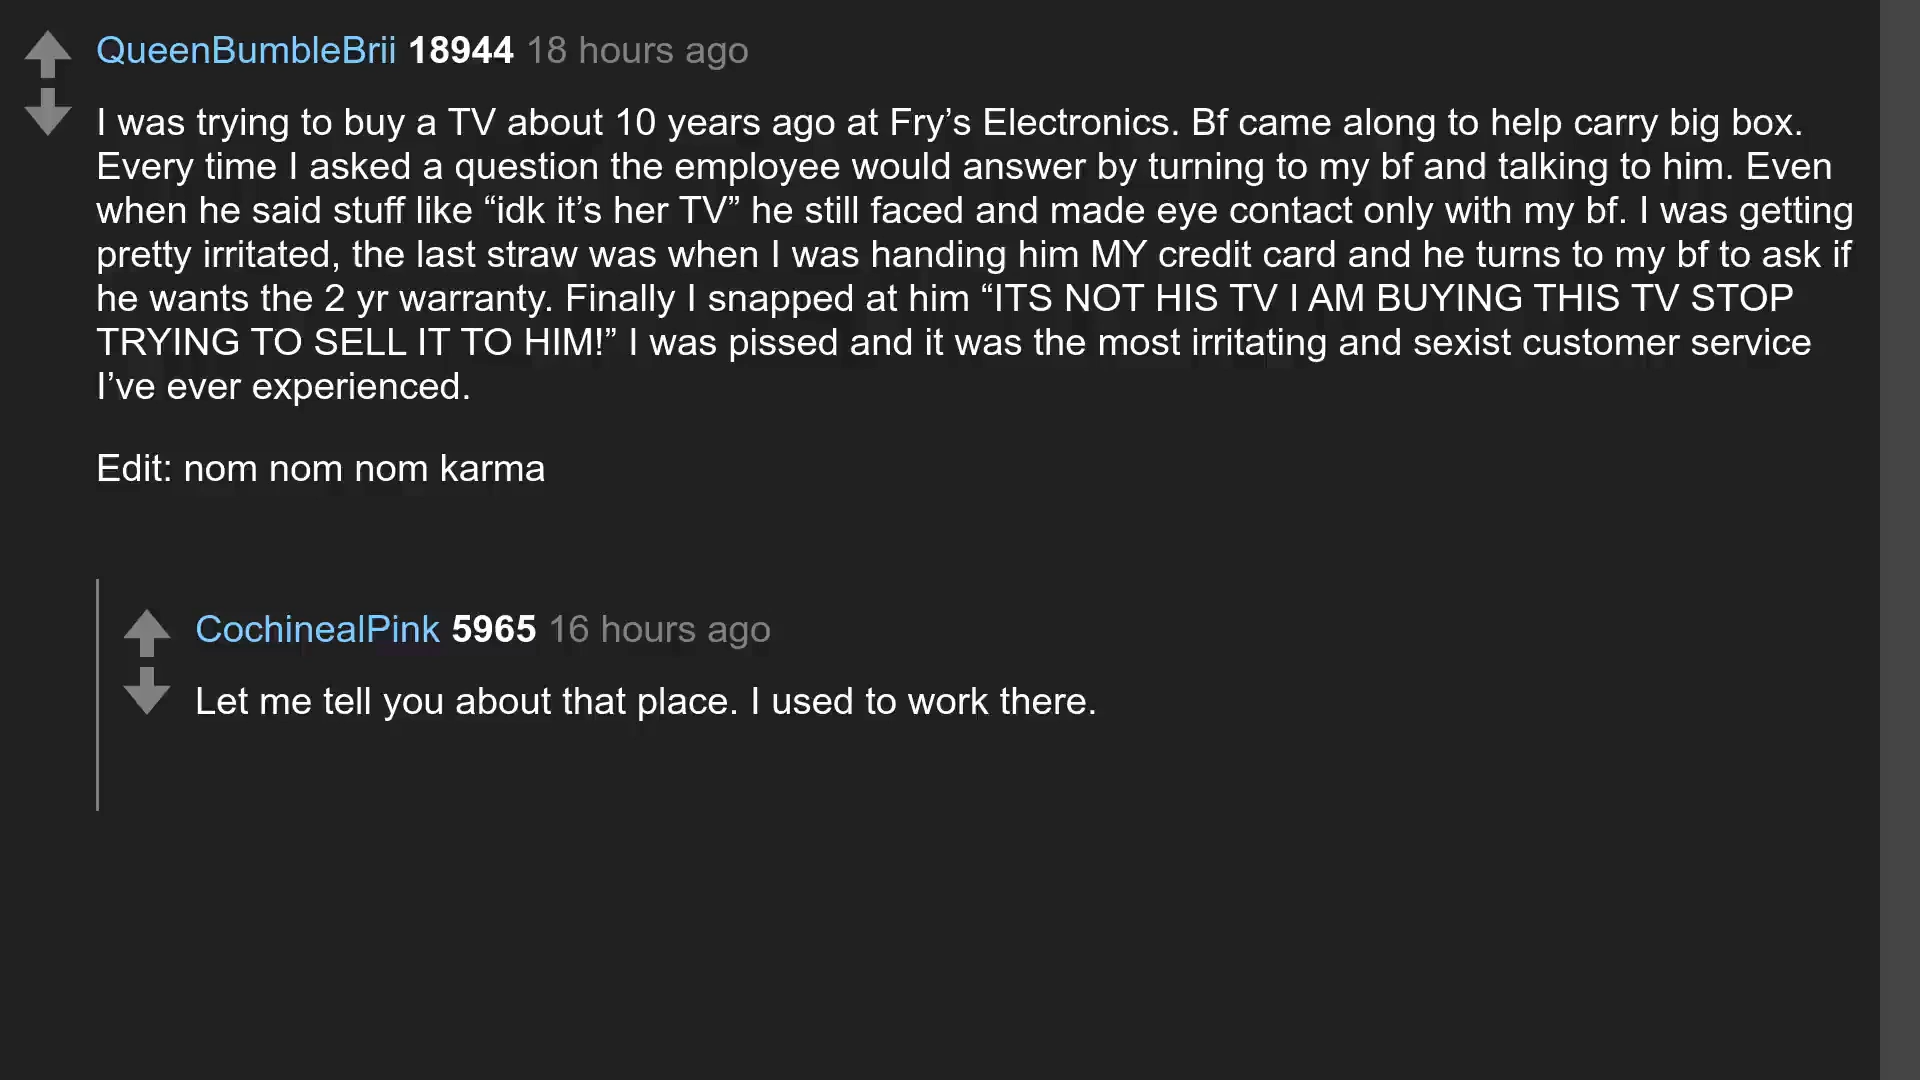 QueenBumbleBrii 18944 18 hours ago
I was trying to buy a TV about 10 years ago at Fry’s Electronics. Bf came along to help carry big box.
Every time I asked a question the employee would answer by turning to my bf and talking to him. Even
when he said stuff like “idk it’s her TV” he still faced and made eye contact only with my bf. I was getting
pretty irritated, the last straw was when I was handing him MY credit card and he turns to my bf to ask if
he wants the 2 yr warranty. Finally I snapped at him “ITS NOT HIS TV I AM BUYING THIS TV STOP
TRYING TO SELL IT TO HIM!” I was pissed and it was the most irritating and sexist customer service
I’ve ever experienced.
Edit: nom nom nom karma
CochinealPink 5965 16 hours ago
Let me tell you about that place. I used to work there.